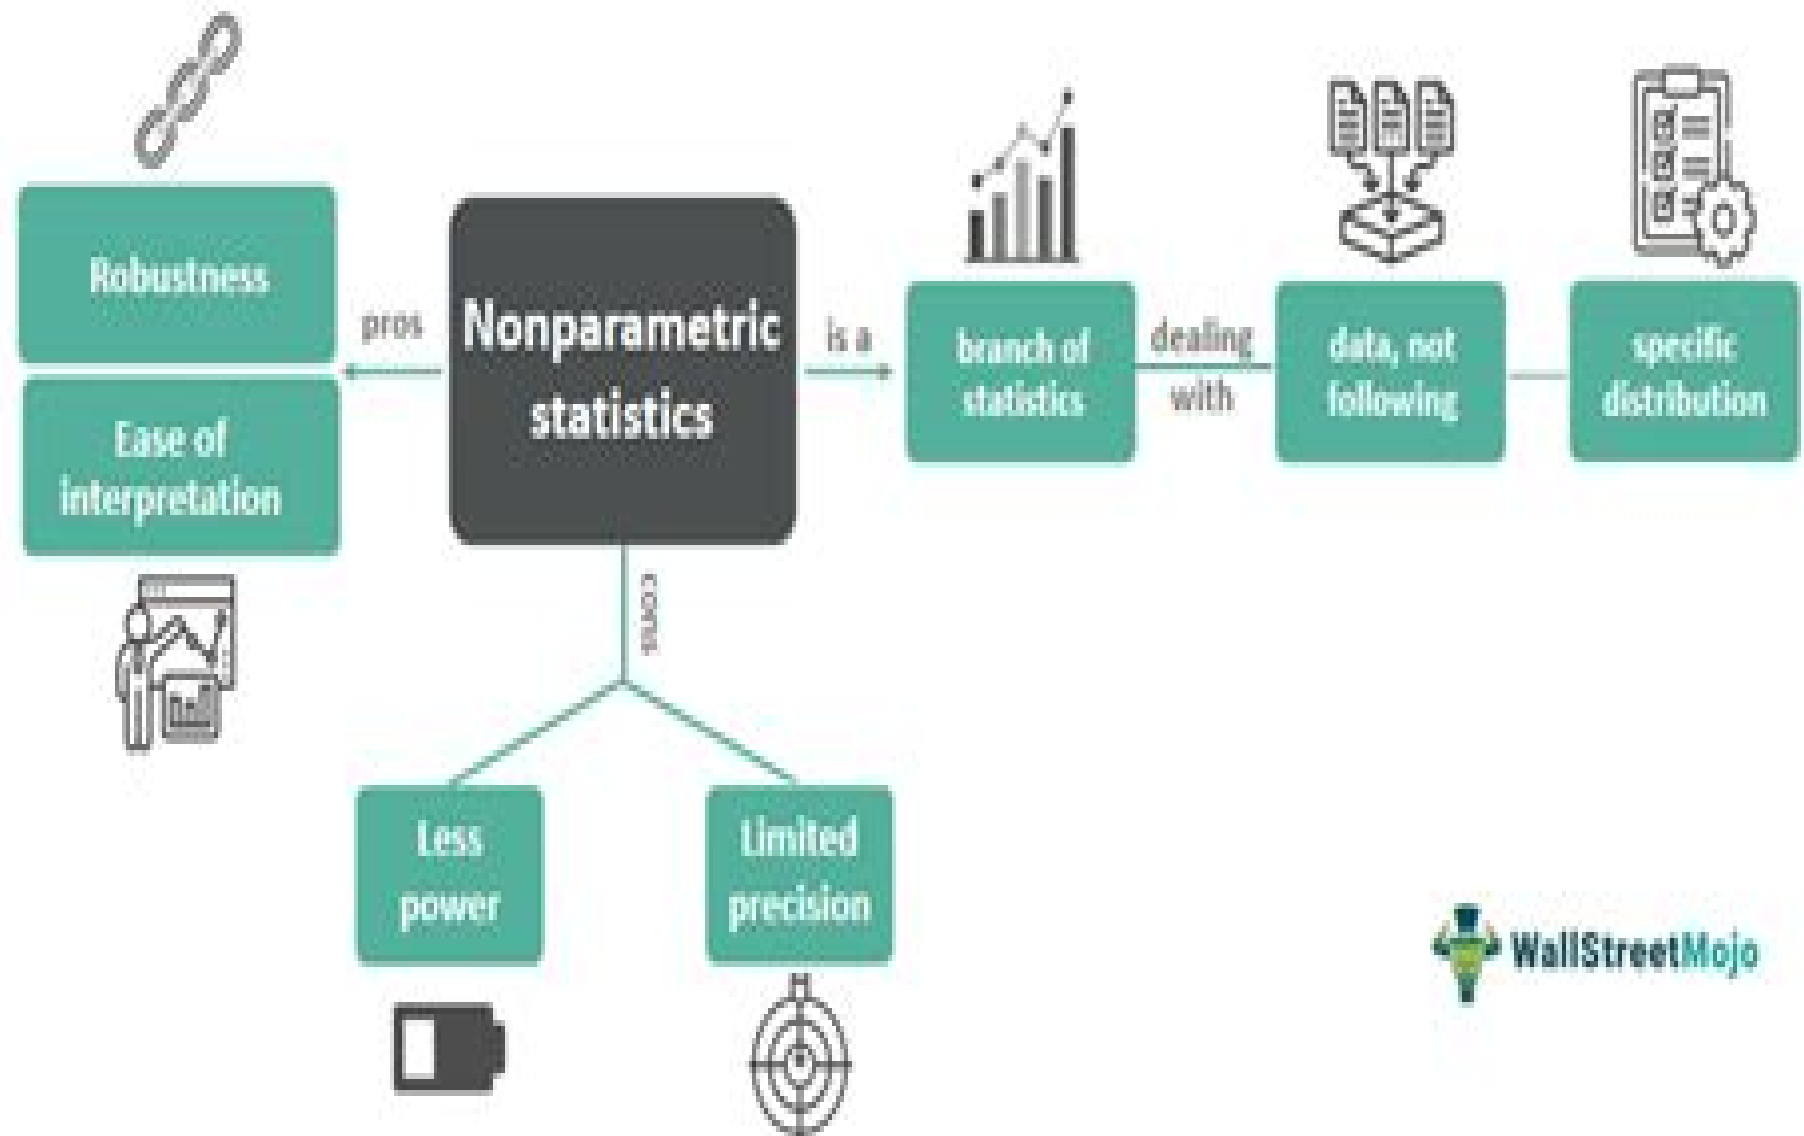 Robustness
Ease of
interpretation
pros
Nonparametric
statistics
is a
branch of
statistics
dealing
with
data, not
following
specific
distribution
cons
Less
power
Limited
precision
WallStreetMojo